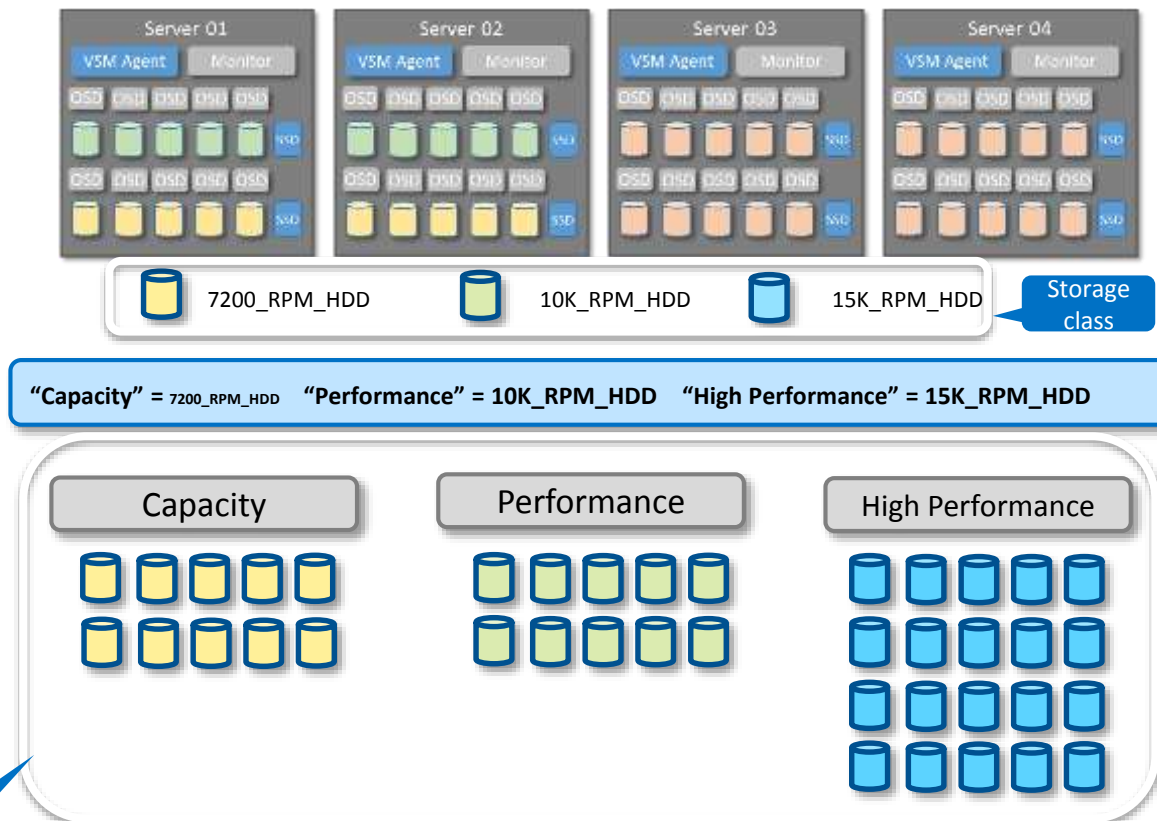 Server 01
VSM Agent Monitor
OSD OSD OSD OSD OSD
SSD
OSD OSD OSD OSD OSD
SSD
Server 02
VSM Agent Monitor
OSD OSD OSD OSD OSD
SSD
OSD OSD OSD OSD OSD
SSD
Server 03
VSM Agent Monitor
OSD OSD OSD OSD OSD
SSD
OSD OSD OSD OSD OSD
SSD
Server 04
VSM Agent Monitor
OSD OSD OSD OSD OSD
SSD
OSD OSD OSD OSD OSD
SSD
7200_RPM_HDD 10K_RPM_HDD 15K_RPM_HDD
Storage
class
“Capacity” = 7200_RPM_HDD “Performance” = 10K_RPM_HDD “High Performance” = 15K_RPM_HDD
Capacity
Performance
High Performance